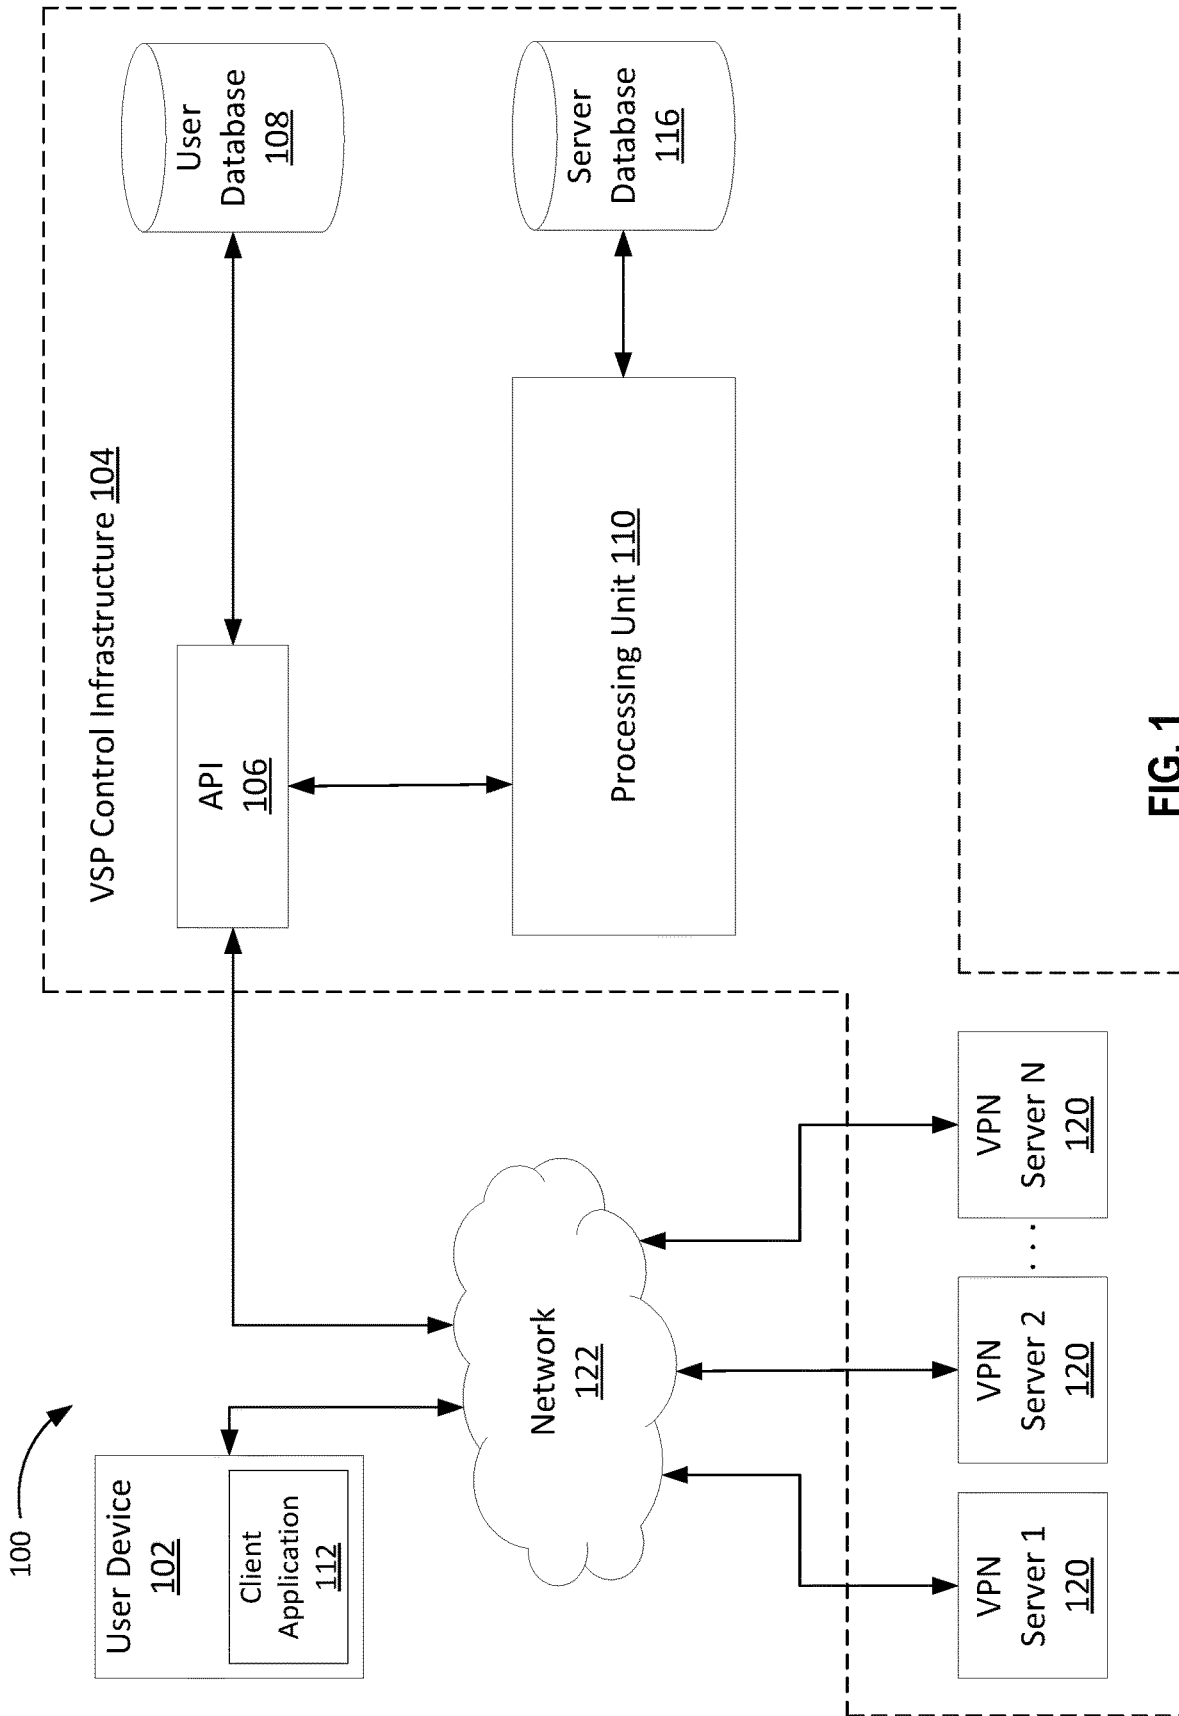 100
User Device
102
Client
Application
112
Network
122
VSP Control Infrastructure 104
API
106
User
Database
108
Processing Unit 110
Server
Database
116
VPN
Server 1
120
VPN
Server 2
120
. . .
VPN
Server N
120
FIG. 1